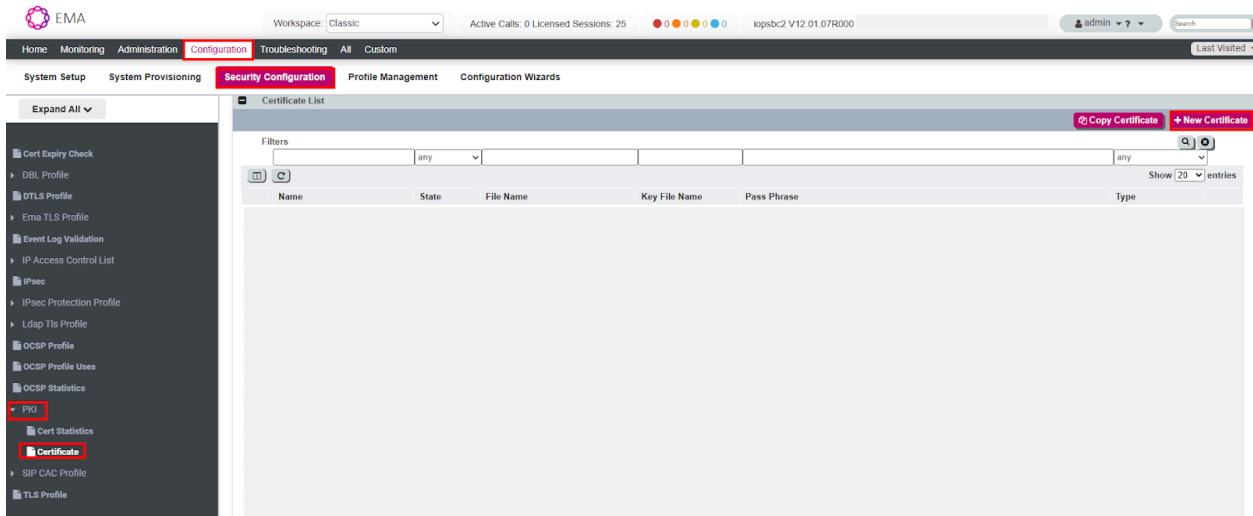 EMA
Workspace: Classic Active Calls: 0 Licensed Sessions: 25 0 0 0 0 iopsbc2 V12.01.07R000 admin ? Search
Home Monitoring Administration Configuration Troubleshooting All Custom Last Visited
System Setup System Provisioning Security Configuration Profile Management Configuration Wizards
Expand All
Cert Expiry Check
DBL Profile
DTLS Profile
Ema TLS Profile
Event Log Validation
IP Access Control List
IPsec
IPsec Protection Profile
Ldap Tls Profile
OCSP Profile
OCSP Profile Uses
OCSP Statistics
PKI
Cert Statistics
Certificate
SIP CAC Profile
TLS Profile
Certificate List
Copy Certificate + New Certificate
Filters
any any
Show 20 entries
Name State File Name Key File Name Pass Phrase Type